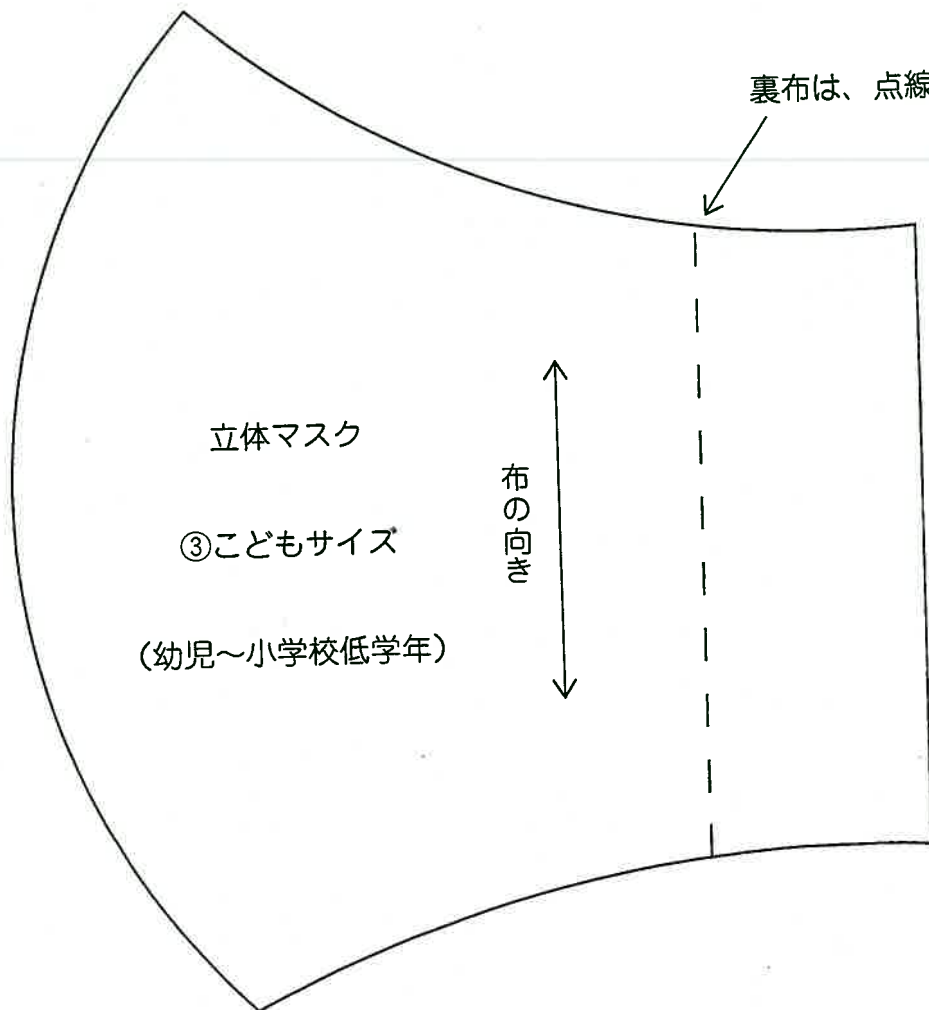 裏布は、点線
立体マスク
③こどもサイズ
(幼児～小学校低学年)
布の向き